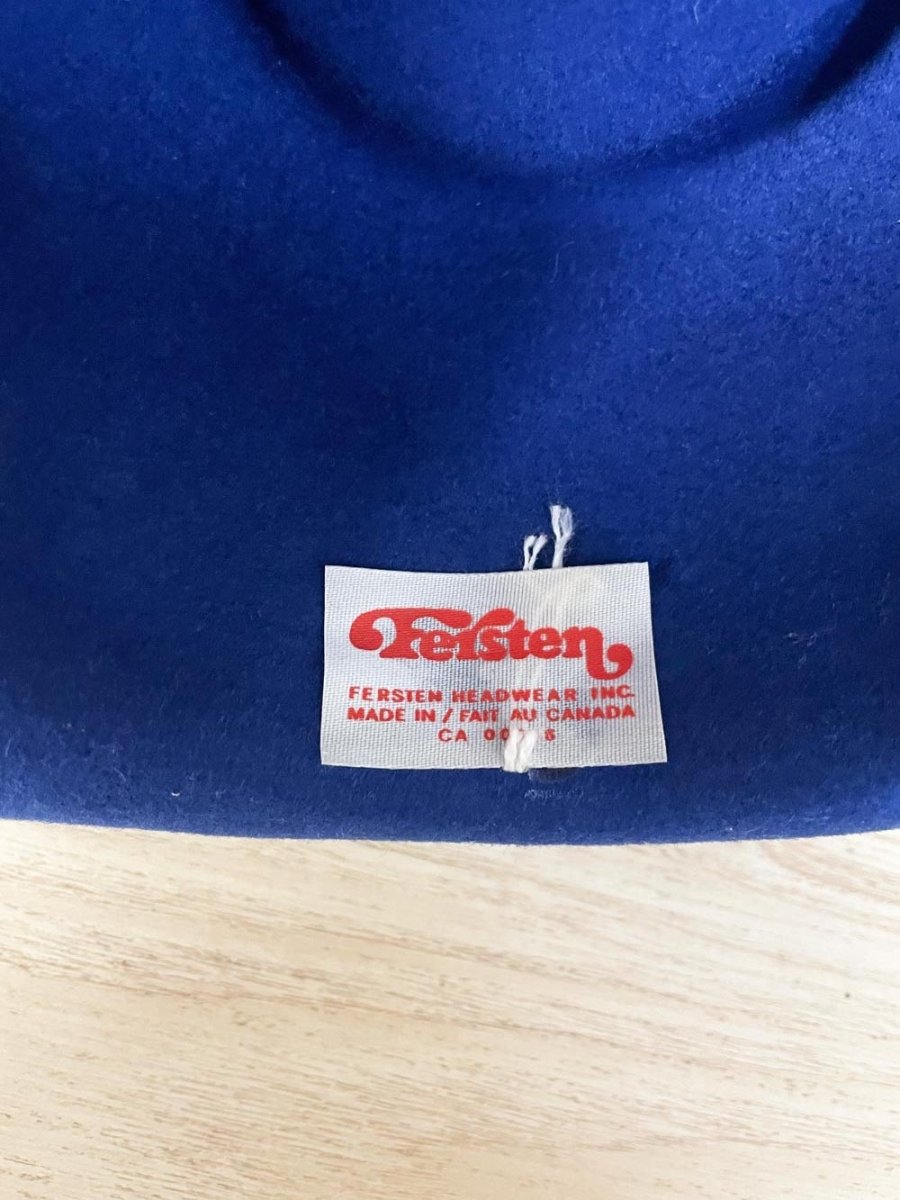 Fersten
FERSTEN HEADWEAR INC.
MADE IN / FAIT AU CANADA
CA